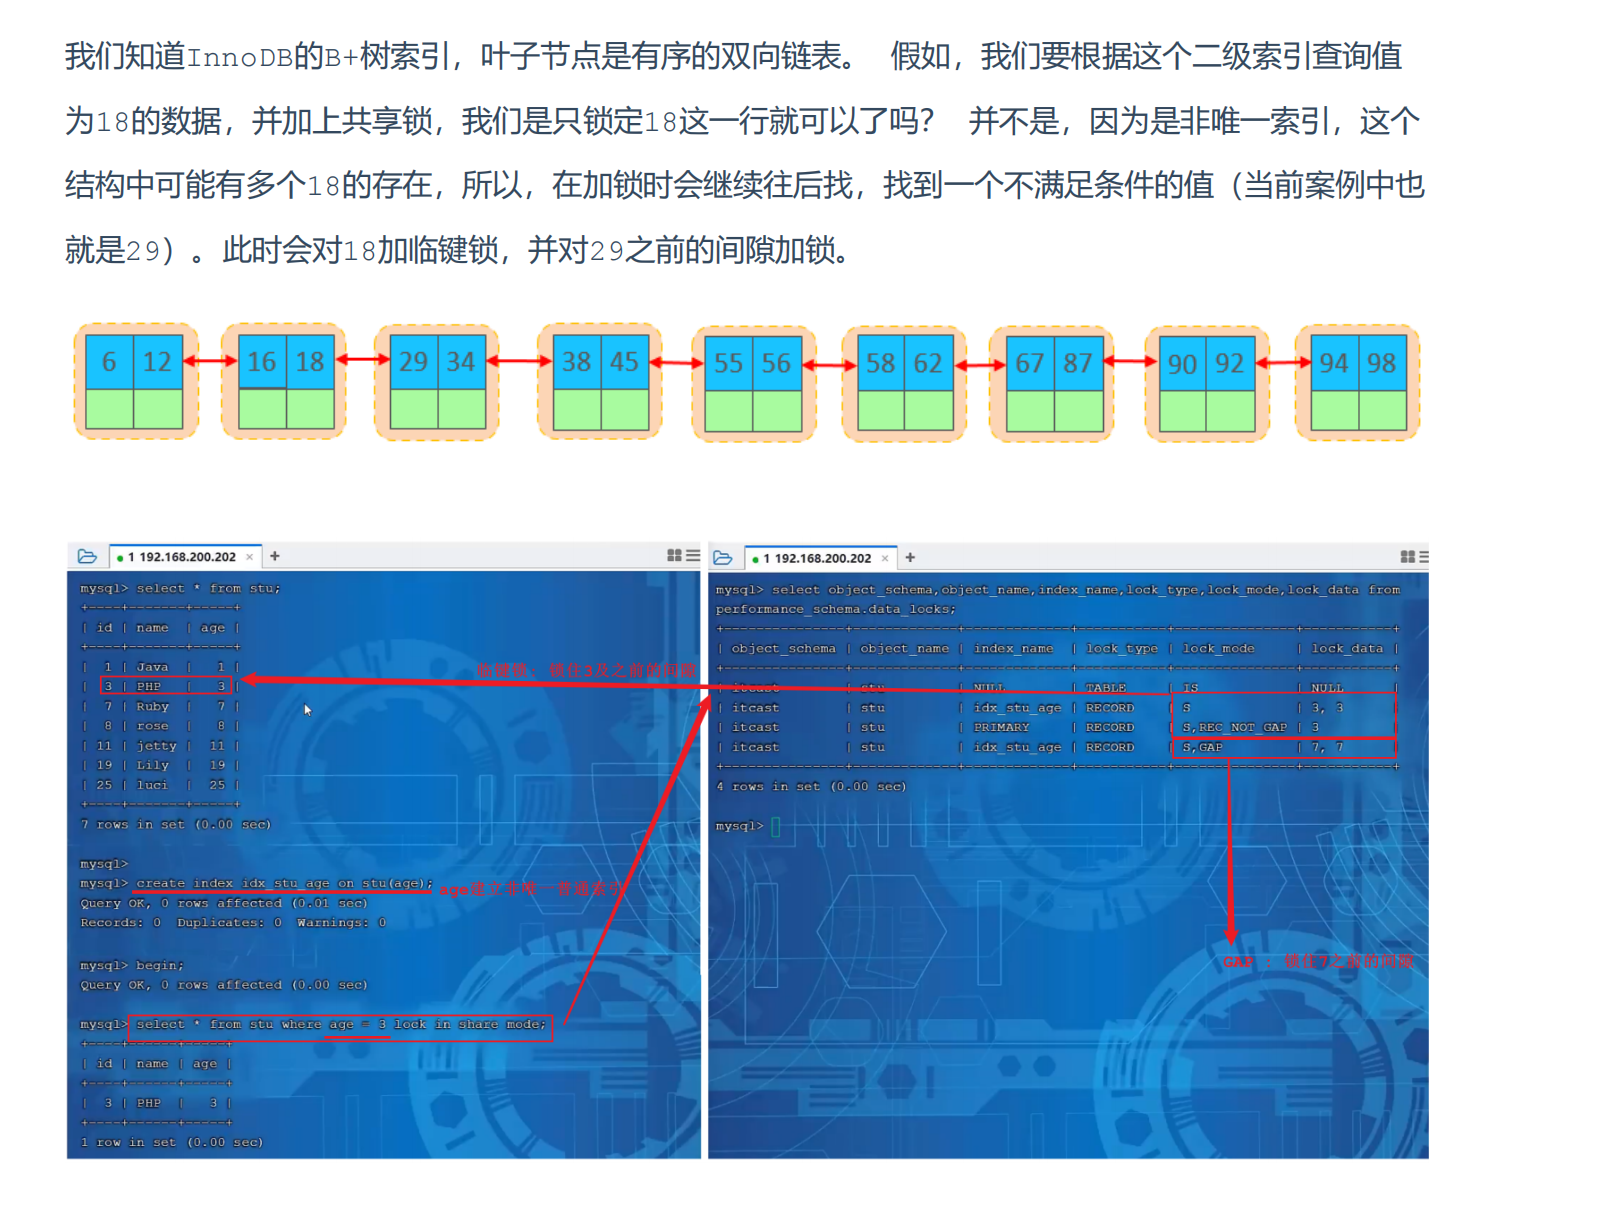 我们知道InnoDB的B+树索引，叶子节点是有序的双向链表。 假如，我们要根据这个二级索引查询值
为18的数据，并加上共享锁，我们是只锁定18这一行就可以了吗？ 并不是，因为是非唯一索引，这个
结构中可能有多个18的存在，所以，在加锁时会继续往后找，找到一个不满足条件的值（当前案例中也
就是29）。此时会对18加临键锁，并对29之前的间隙加锁。
6 12 16 18 29 34 38 45 55 56 58 62 67 87 90 92 94 98
1 192.168.200.202 × +
mysql> select * from stu;
+----+-------+-----+
| id | name  | age |
+----+-------+-----+
|  1 | Java  |   1 |
|  3 | PHP   |   3 |
|  7 | Ruby  |   7 |
|  8 | rose  |   8 |
| 11 | jetty |  11 |
| 19 | Lily  |  19 |
| 25 | luci  |  25 |
+----+-------+-----+
7 rows in set (0.00 sec)
mysql>
mysql> create index idx_stu_age on stu(age);
age建立非唯一普通索引
Query OK, 0 rows affected (0.01 sec)
Records: 0  Duplicates: 0  Warnings: 0
mysql> begin;
Query OK, 0 rows affected (0.00 sec)
mysql> select * from stu where age = 3 lock in share mode;
+----+------+-----+
| id | name | age |
+----+------+-----+
|  3 | PHP  |   3 |
+----+------+-----+
1 row in set (0.00 sec)
临键锁：锁住3及之前的间隙
1 192.168.200.202 × +
mysql> select object_schema,object_name,index_name,lock_type,lock_mode,lock_data from
performance_schema.data_locks;
+---------------+-------------+-------------+-----------+---------------+-----------+
| object_schema | object_name | index_name  | lock_type | lock_mode     | lock_data |
+---------------+-------------+-------------+-----------+---------------+-----------+
| itcast        | stu         | NULL        | TABLE     | IS            | NULL      |
| itcast        | stu         | idx_stu_age | RECORD    | S             | 3, 3      |
| itcast        | stu         | PRIMARY     | RECORD    | S,REC_NOT_GAP | 3         |
| itcast        | stu         | idx_stu_age | RECORD    | S,GAP         | 7, 7      |
+---------------+-------------+-------------+-----------+---------------+-----------+
4 rows in set (0.00 sec)
mysql>
GAP ：锁住7之前的间隙